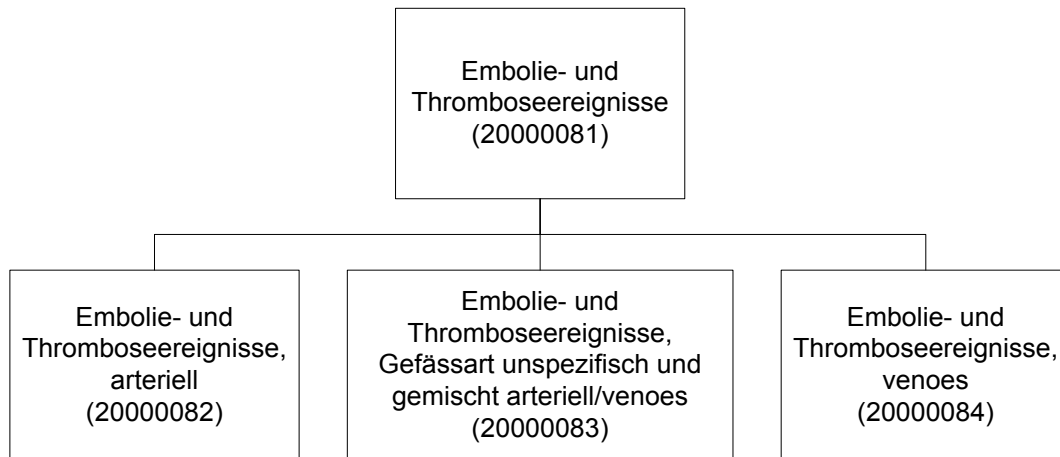 Embolie- und
Thromboseereignisse
(20000081)
Embolie- und
Thromboseereignisse,
arteriell
(20000082)
Embolie- und
Thromboseereignisse,
Gefässart unspezifisch und
gemischt arteriell/venoes
(20000083)
Embolie- und
Thromboseereignisse,
venoes
(20000084)